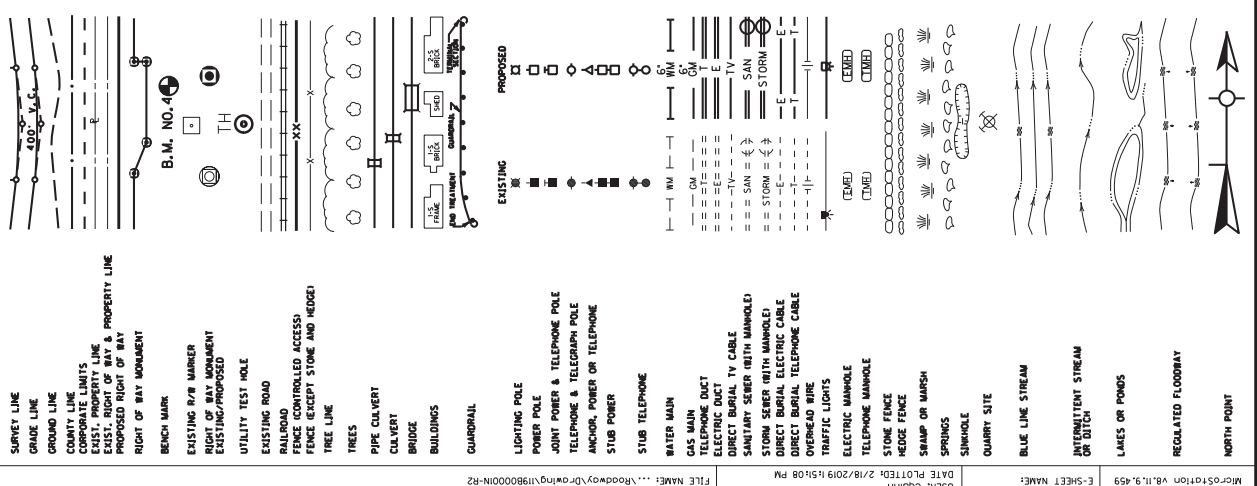 SURVEY LINE
GRADE LINE
GROUND LINE
COUNTY LINE
CORPORATE LIMITS
EXIST. PROPERTY LINE
EXIST. RIGHT OF WAY & PROPERTY LINE
PROPOSED RIGHT OF WAY
RIGHT OF WAY MONUMENT
BENCH MARK
EXISTING R/W MARKER
RIGHT OF WAY MONUMENT
EXISTING/PROPOSED
UTILITY TEST HOLE
EXISTING ROAD
RAILROAD
FENCE (CONTROLLED ACCESS)
FENCE (EXCEPT STONE AND HEDGE)
TREE LINE
TREES
PIPE CULVERT
CULVERT
BRIDGE
BUILDINGS
GUARDRAIL
400' V.C.
B.M. NO. 4
TH
1-S FRAME
1-S BRICK
SHED
2-S BRICK
END TREATMENT
GUARDRAIL
TERMINAL SECTION
EXISTING
PROPOSED
LIGHTING POLE
POWER POLE
JOINT POWER & TELEPHONE POLE
TELEPHONE & TELEGRAPH POLE
ANCHOR, POWER OR TELEPHONE
STUB POWER
STUB TELEPHONE
WATER MAIN
GAS MAIN
TELEPHONE DUCT
ELECTRIC DUCT
DIRECT BURIAL TV CABLE
SANITARY SEWER (WITH MANHOLE)
STORM SEWER (WITH MANHOLE)
DIRECT BURIAL ELECTRIC CABLE
DIRECT BURIAL TELEPHONE CABLE
OVERHEAD WIRE
TRAFFIC LIGHTS
ELECTRIC MANHOLE
TELEPHONE MANHOLE
STONE FENCE
HEDGE FENCE
SWAMP OR MARSH
SPRINGS
SINKHOLE
QUARRY SITE
BLUE LINE STREAM
INTERMITTENT STREAM
OR DITCH
LAKES OR PONDS
REGULATED FLOODWAY
NORTH POINT
WM 6" WM
GM 6" GM
T T
E E E
TV TV
SAN SAN
STORM STORM
E E E
T T
EMH EMH
TMH TMH
MicroStation v8.11.9.459
E-SHEET NAME:
DATE PLOTTED: 2/18/2019 1:51:08 PM
FILE NAME: ...\Roadway\Drawing\119B00001N-R2